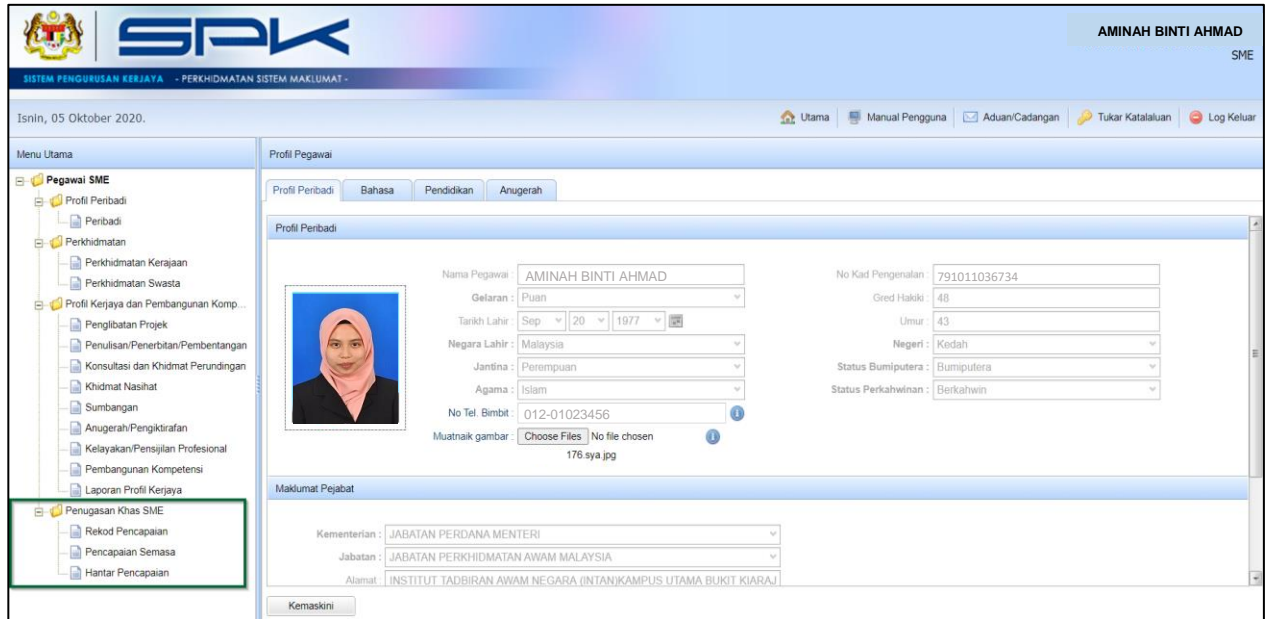 SPK
AMINAH BINTI AHMAD
SME
SISTEM PENGURUSAN KERJAYA - PERKHIDMATAN SISTEM MAKLUMAT -
Isnin, 05 Oktober 2020.
Utama
Manual Pengguna
Aduan/Cadangan
Tukar Katalaluan
Log Keluar
Menu Utama
Pegawai SME
Profil Peribadi
Peribadi
Perkhidmatan
Perkhidmatan Kerajaan
Perkhidmatan Swasta
Profil Kerjaya dan Pembangunan Komp...
Penglibatan Projek
Penulisan/Penerbitan/Pembentangan
Konsultasi dan Khidmat Perundingan
Khidmat Nasihat
Sumbangan
Anugerah/Pengiktirafan
Kelayakan/Pensijilan Profesional
Pembangunan Kompetensi
Laporan Profil Kerjaya
Penugasan Khas SME
Rekod Pencapaian
Pencapaian Semasa
Hantar Pencapaian
Profil Pegawai
Profil Peribadi Bahasa Pendidikan Anugerah
Profil Peribadi
Nama Pegawai : AMINAH BINTI AHMAD
Gelaran : Puan
Tarikh Lahir : Sep 20 1977
Negara Lahir : Malaysia
Jantina : Perempuan
Agama : Islam
No Tel. Bimbit : 012-01023456
Muatnaik gambar : Choose Files No file chosen
176.sya.jpg
No Kad Pengenalan : 791011036734
Gred Hakiki : 48
Umur : 43
Negeri : Kedah
Status Bumiputera : Bumiputera
Status Perkahwinan : Berkahwin
Maklumat Pejabat
Kementerian : JABATAN PERDANA MENTERI
Jabatan : JABATAN PERKHIDMATAN AWAM MALAYSIA
Alamat : INSTITUT TADBIRAN AWAM NEGARA (INTAN)KAMPUS UTAMA BUKIT KIARAJ
Kemaskini